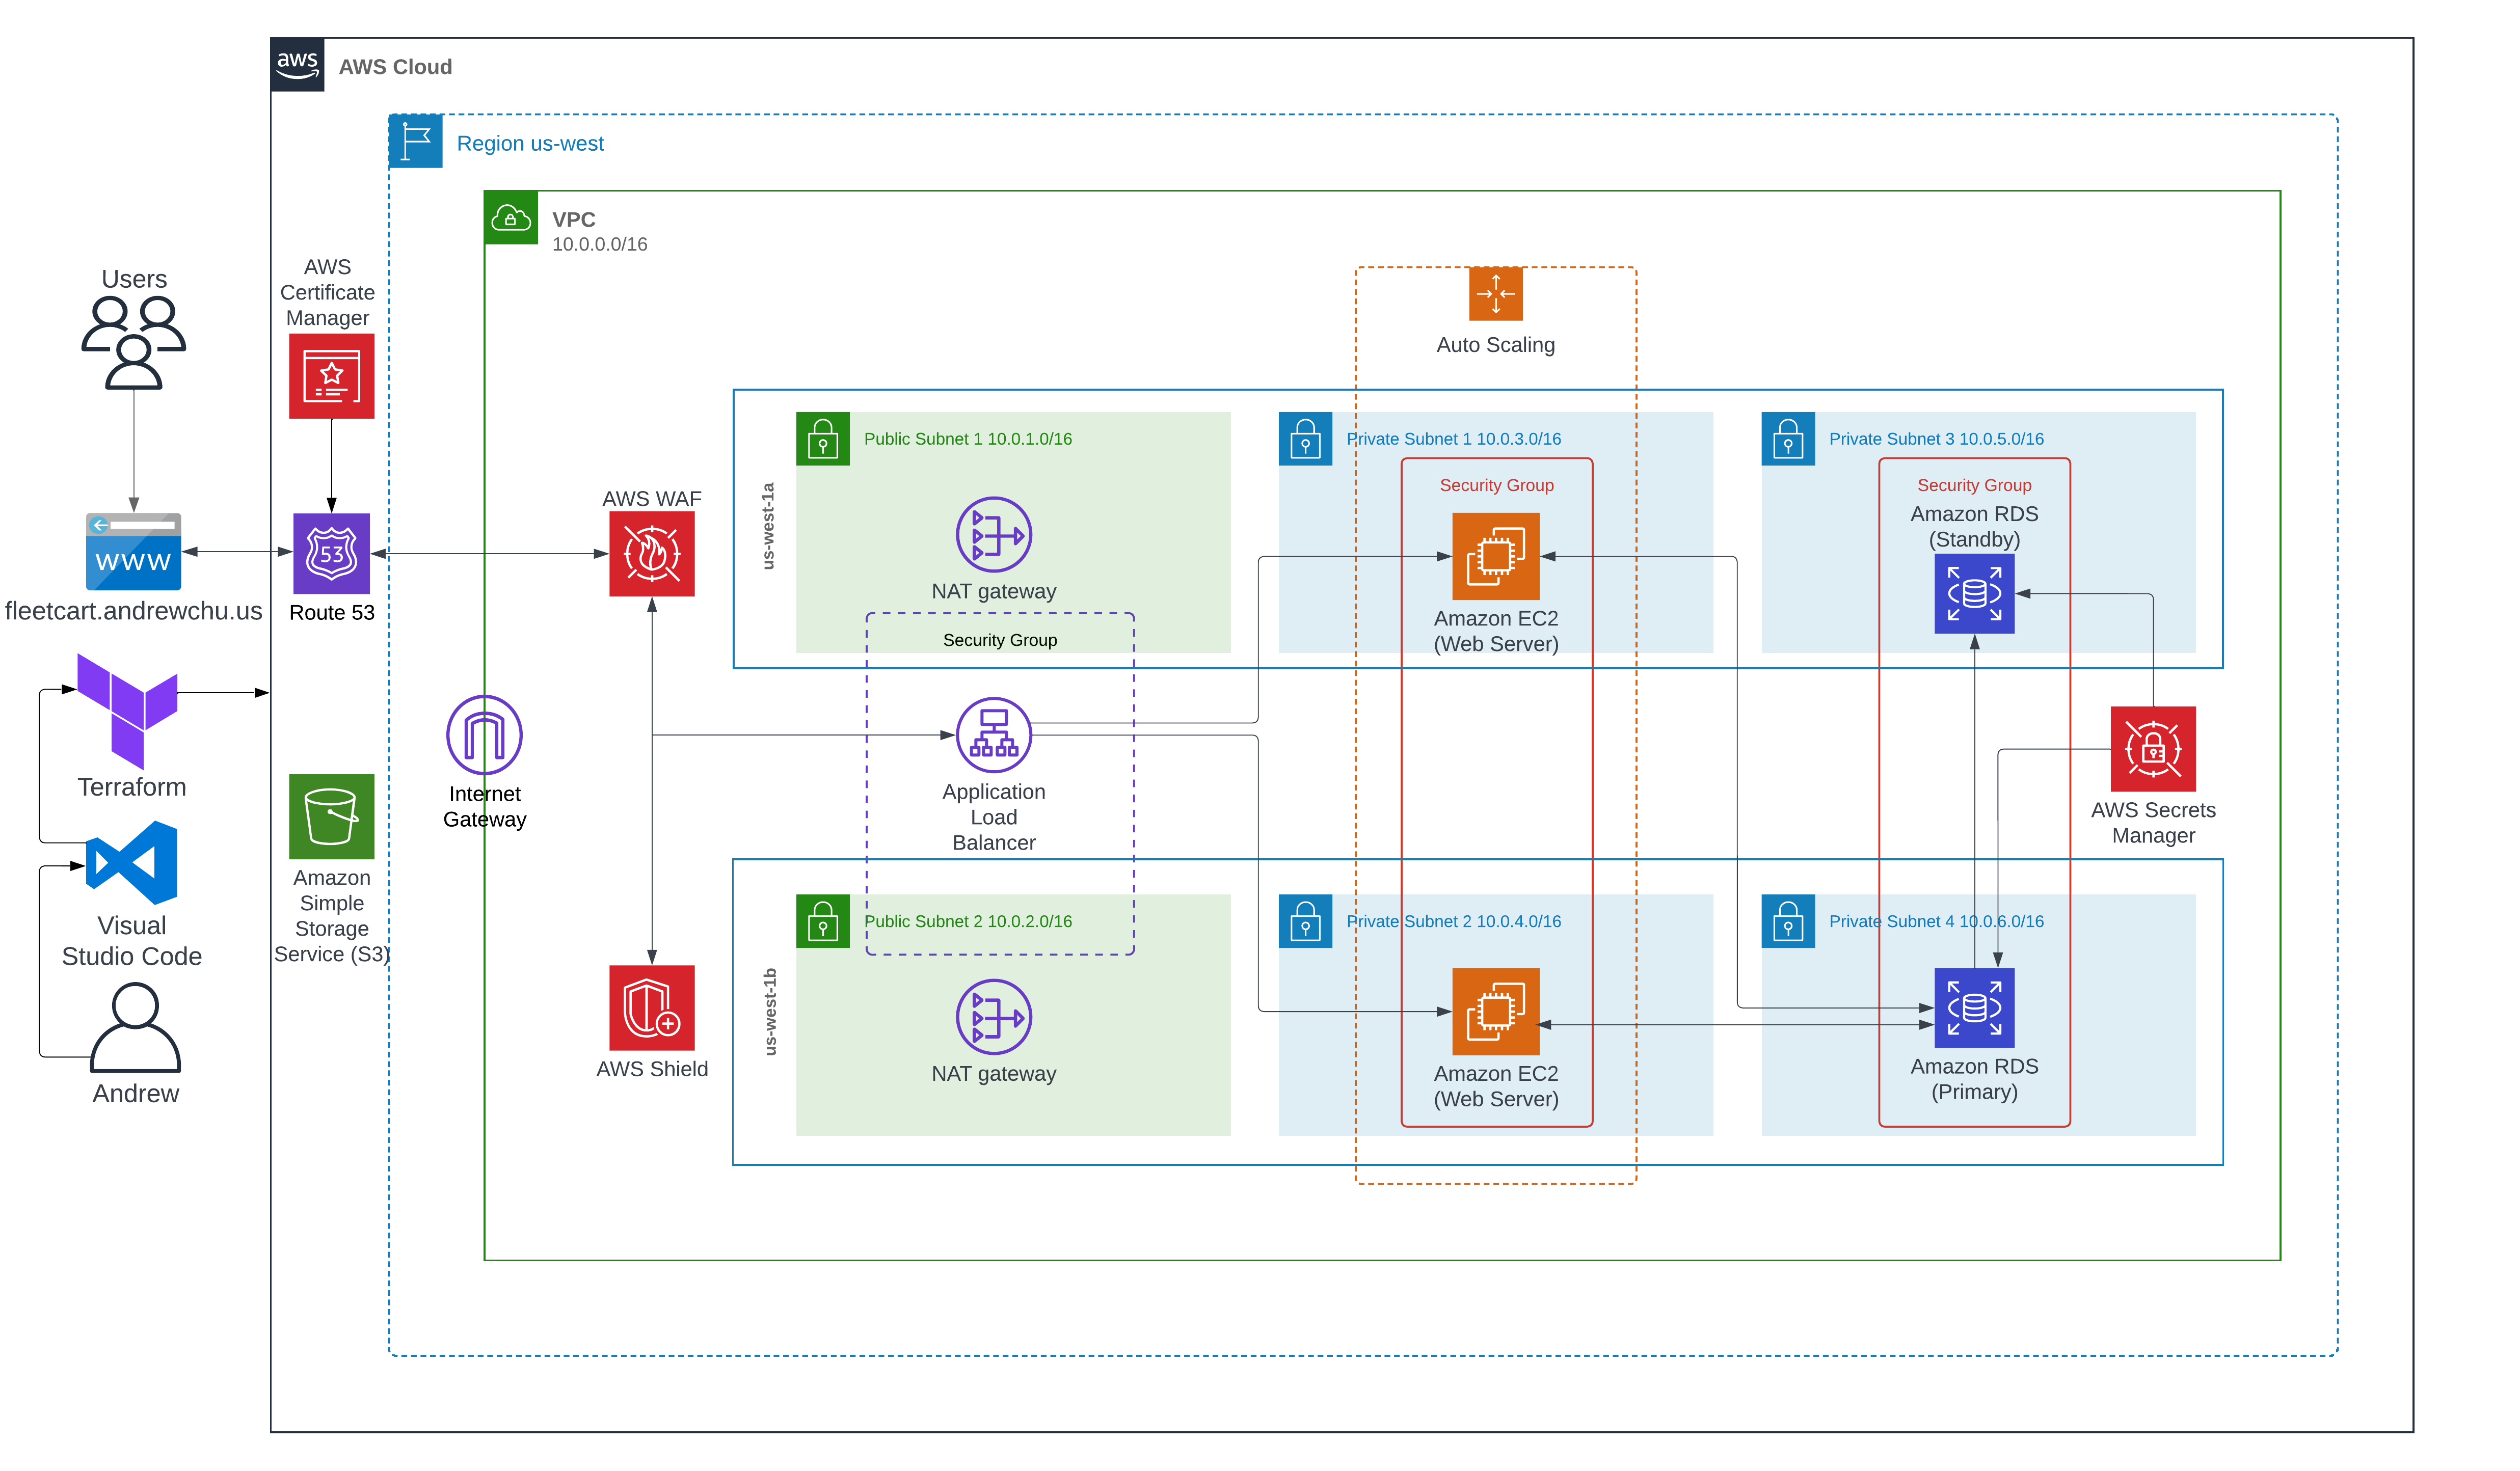 aws
AWS Cloud
Region us-west
VPC
10.0.0.0/16
Users
AWS
Certificate
Manager
Auto Scaling
Public Subnet 1 10.0.1.0/16
Private Subnet 1 10.0.3.0/16
Private Subnet 3 10.0.5.0/16
us-west-1a
AWS WAF
Security Group
Security Group
Amazon RDS
(Standby)
www
53
fleetcart.andrewchu.us
Route 53
NAT gateway
Security Group
Amazon EC2
(Web Server)
Terraform
Internet
Gateway
Application
Load
Balancer
AWS Secrets
Manager
Amazon
Simple
Storage
Service (S3)
Visual
Studio Code
Public Subnet 2 10.0.2.0/16
Private Subnet 2 10.0.4.0/16
Private Subnet 4 10.0.6.0/16
us-west-1b
AWS Shield
NAT gateway
Amazon EC2
(Web Server)
Amazon RDS
(Primary)
Andrew